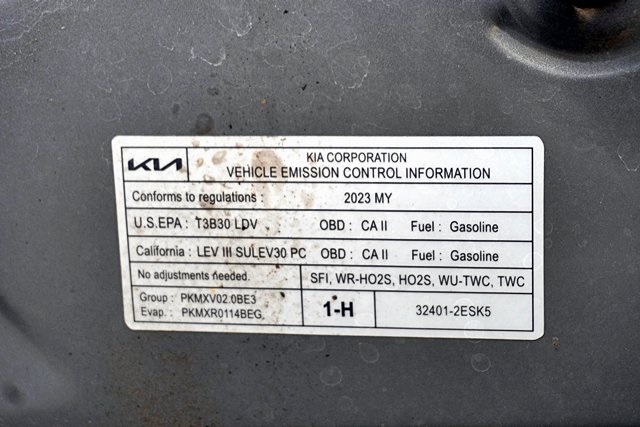 KIA KIA CORPORATION
VEHICLE EMISSION CONTROL INFORMATION
Conforms to regulations : 2023 MY
U.S.EPA : T3B30 LDV OBD : CA II Fuel : Gasoline
California : LEV III SULEV30 PC OBD : CA II Fuel : Gasoline
No adjustments needed. SFI, WR-HO2S, HO2S, WU-TWC, TWC
Group : PKMXV02.0BE3
Evap. : PKMXR0114BEG,
1-H 32401-2ESK5